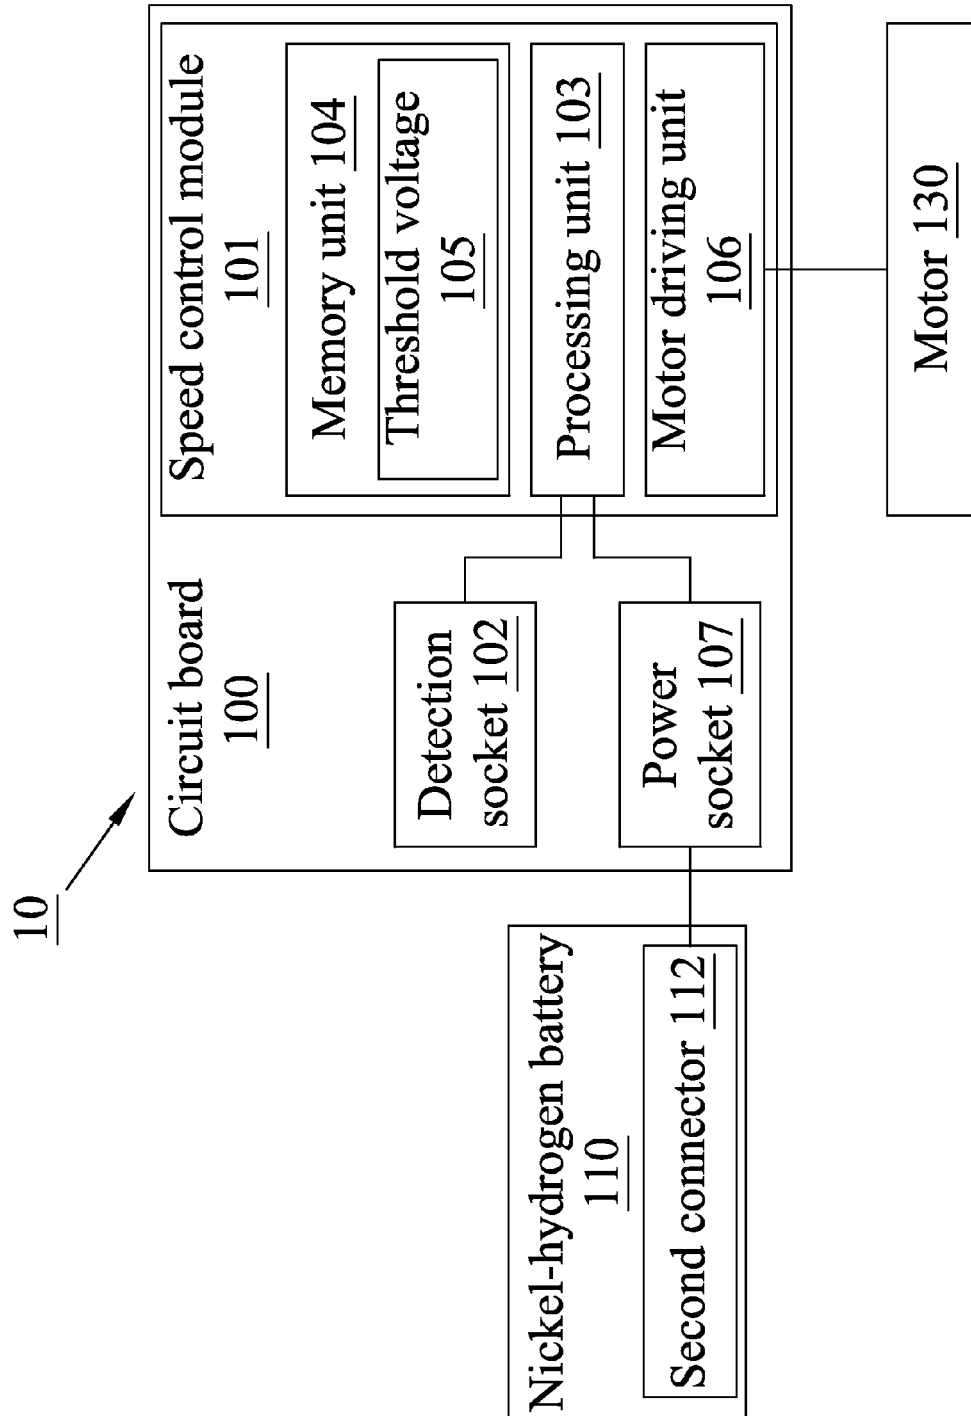 10
Circuit board
100
Speed control module
101
Memory unit 104
Threshold voltage
105
Detection
socket 102
Processing unit 103
Power
socket 107
Motor driving unit
106
Nickel-hydrogen battery
110
Second connector 112
Motor 130